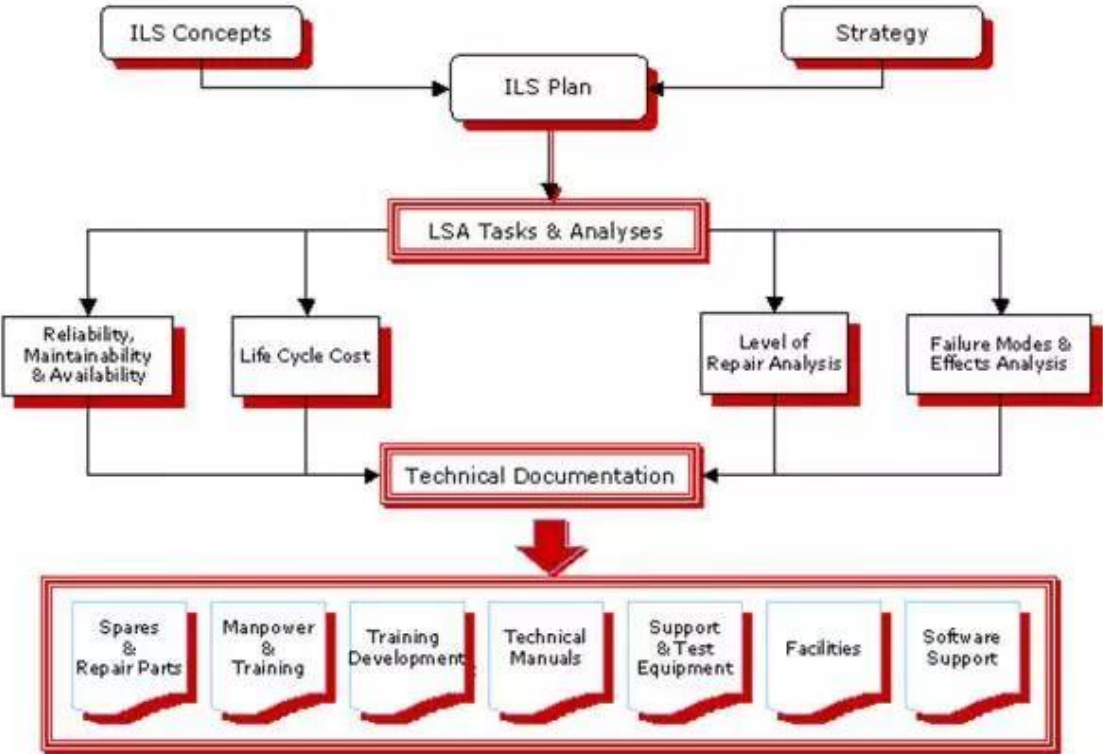 ILS Concepts
Strategy
ILS Plan
LSA Tasks & Analyses
Reliability,
Maintainability
& Availability
Life Cycle Cost
Level of
Repair Analysis
Failure Modes &
Effects Analysis
Technical Documentation
Spares
&
Repair Parts
Manpower
&
Training
Training
Development
Technical
Manuals
Support
& Test
Equipment
Facilities
Software
Support